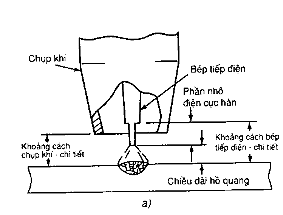 Chụp khí
Bép tiếp điện
Phần nhô
điện cực hàn
Khoảng cách
chụp khí - chi tiết
Khoảng cách bép
tiếp điện - chi tiết
Chiều dài hồ quang
a)